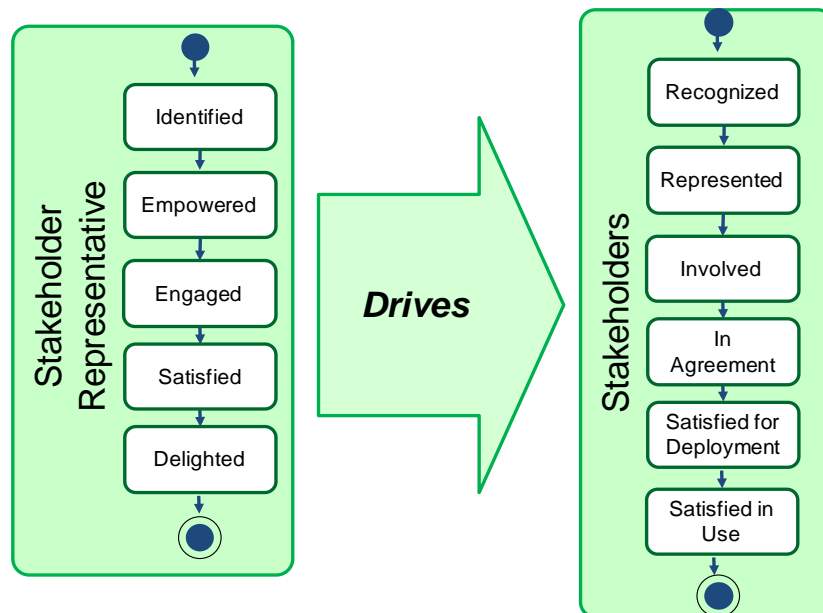 Stakeholder
Representative
Identified
Empowered
Engaged
Satisfied
Delighted
Drives
Stakeholders
Recognized
Represented
Involved
In
Agreement
Satisfied for
Deployment
Satisfied in
Use